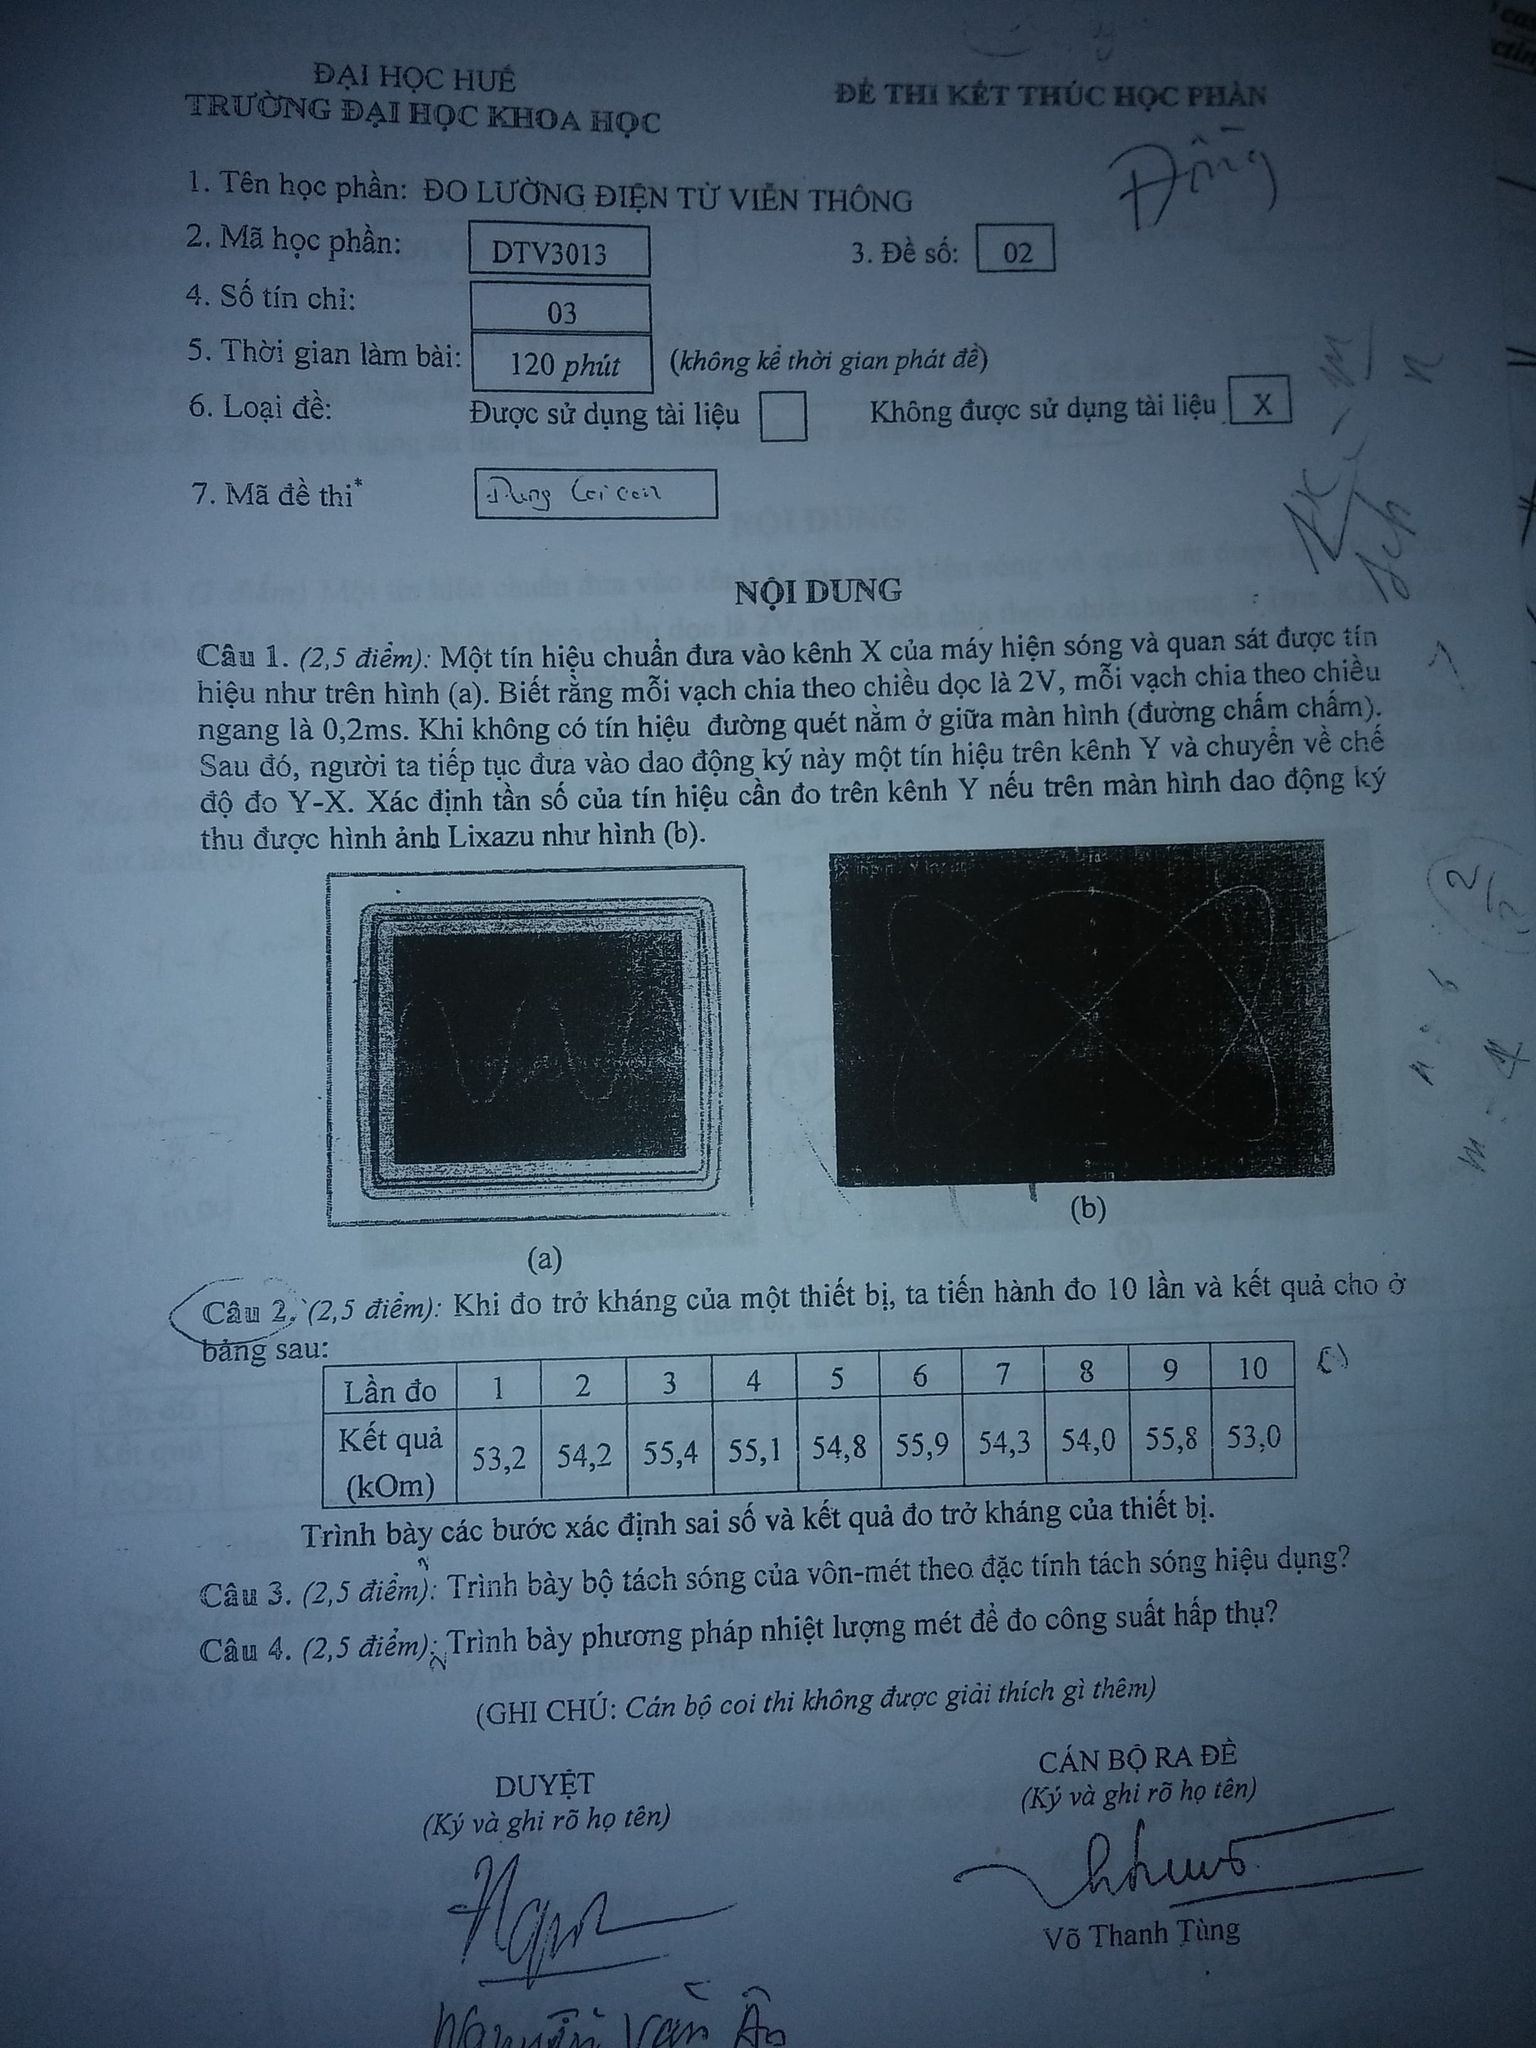 ĐẠI HỌC HUẾ
TRƯỜNG ĐẠI HỌC KHOA HỌC
ĐỀ THI KẾT THÚC HỌC PHẦN
Đồng
1. Tên học phần: ĐO LƯỜNG ĐIỆN TỬ VIỄN THÔNG
2. Mã học phần: DTV3013 3. Đề số: 02
4. Số tín chỉ: 03
5. Thời gian làm bài: 120 phút (không kể thời gian phát đề)
6. Loại đề: Được sử dụng tài liệu Không được sử dụng tài liệu X
7. Mã đề thi*
NỘI DUNG
Câu 1. (2,5 điểm): Một tín hiệu chuẩn đưa vào kênh X của máy hiện sóng và quan sát được tín
hiệu như trên hình (a). Biết rằng mỗi vạch chia theo chiều dọc là 2V, mỗi vạch chia theo chiều
ngang là 0,2ms. Khi không có tín hiệu đường quét nằm ở giữa màn hình (đường chấm chấm).
Sau đó, người ta tiếp tục đưa vào dao động ký này một tín hiệu trên kênh Y và chuyển về chế
độ đo Y-X. Xác định tần số của tín hiệu cần đo trên kênh Y nếu trên màn hình dao động ký
thu được hình ảnh Lixazu như hình (b).
(a)
(b)
Câu 2. (2,5 điểm): Khi đo trở kháng của một thiết bị, ta tiến hành đo 10 lần và kết quả cho ở
bảng sau:
Lần đo 1 2 3 4 5 6 7 8 9 10
Kết quả (kOm) 53,2 54,2 55,4 55,1 54,8 55,9 54,3 54,0 55,8 53,0
Trình bày các bước xác định sai số và kết quả đo trở kháng của thiết bị.
Câu 3. (2,5 điểm): Trình bày bộ tách sóng của vôn-mét theo đặc tính tách sóng hiệu dụng?
Câu 4. (2,5 điểm): Trình bày phương pháp nhiệt lượng mét để đo công suất hấp thụ?
(GHI CHÚ: Cán bộ coi thi không được giải thích gì thêm)
DUYỆT
(Ký và ghi rõ họ tên)
CÁN BỘ RA ĐỀ
(Ký và ghi rõ họ tên)
Võ Thanh Tùng
Nguyễn Văn Ân